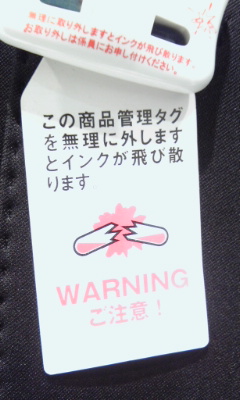 無理に取り外しますとインクが飛び散ります。
お取り外しは係員にお申し付けください。
この商品管理タグ
を無理に外します
とインクが飛び散
ります
WARNING
ご注意！